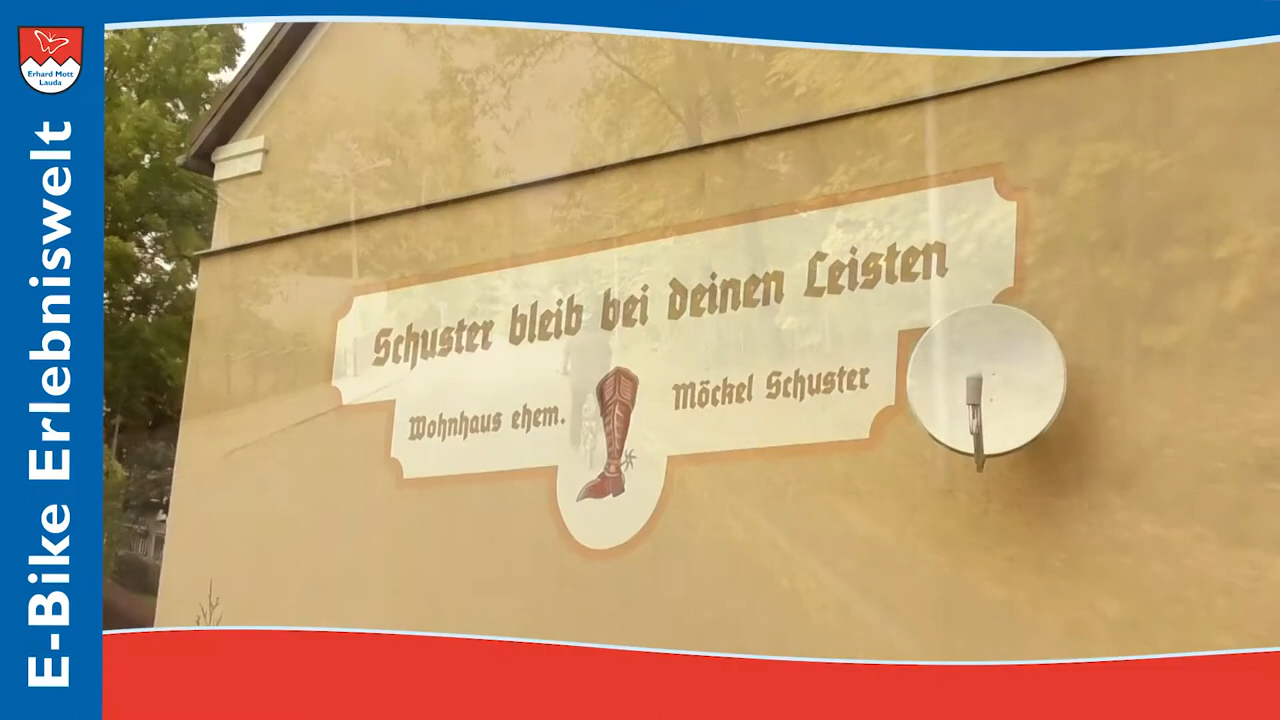 Erhard Mott
Lauda
E-Bike Erlebniswelt
Schuster bleib bei deinen Leisten
Wohnhaus ehem. Möckel Schuster